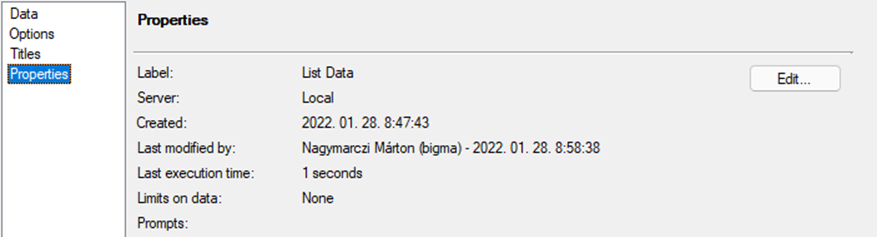 Data
Options
Titles
Properties
Properties
Label: List Data
Edit...
Server: Local
Created: 2022. 01. 28. 8:47:43
Last modified by: Nagymarczi Márton (bigma) - 2022. 01. 28. 8:58:38
Last execution time: 1 seconds
Limits on data: None
Prompts: